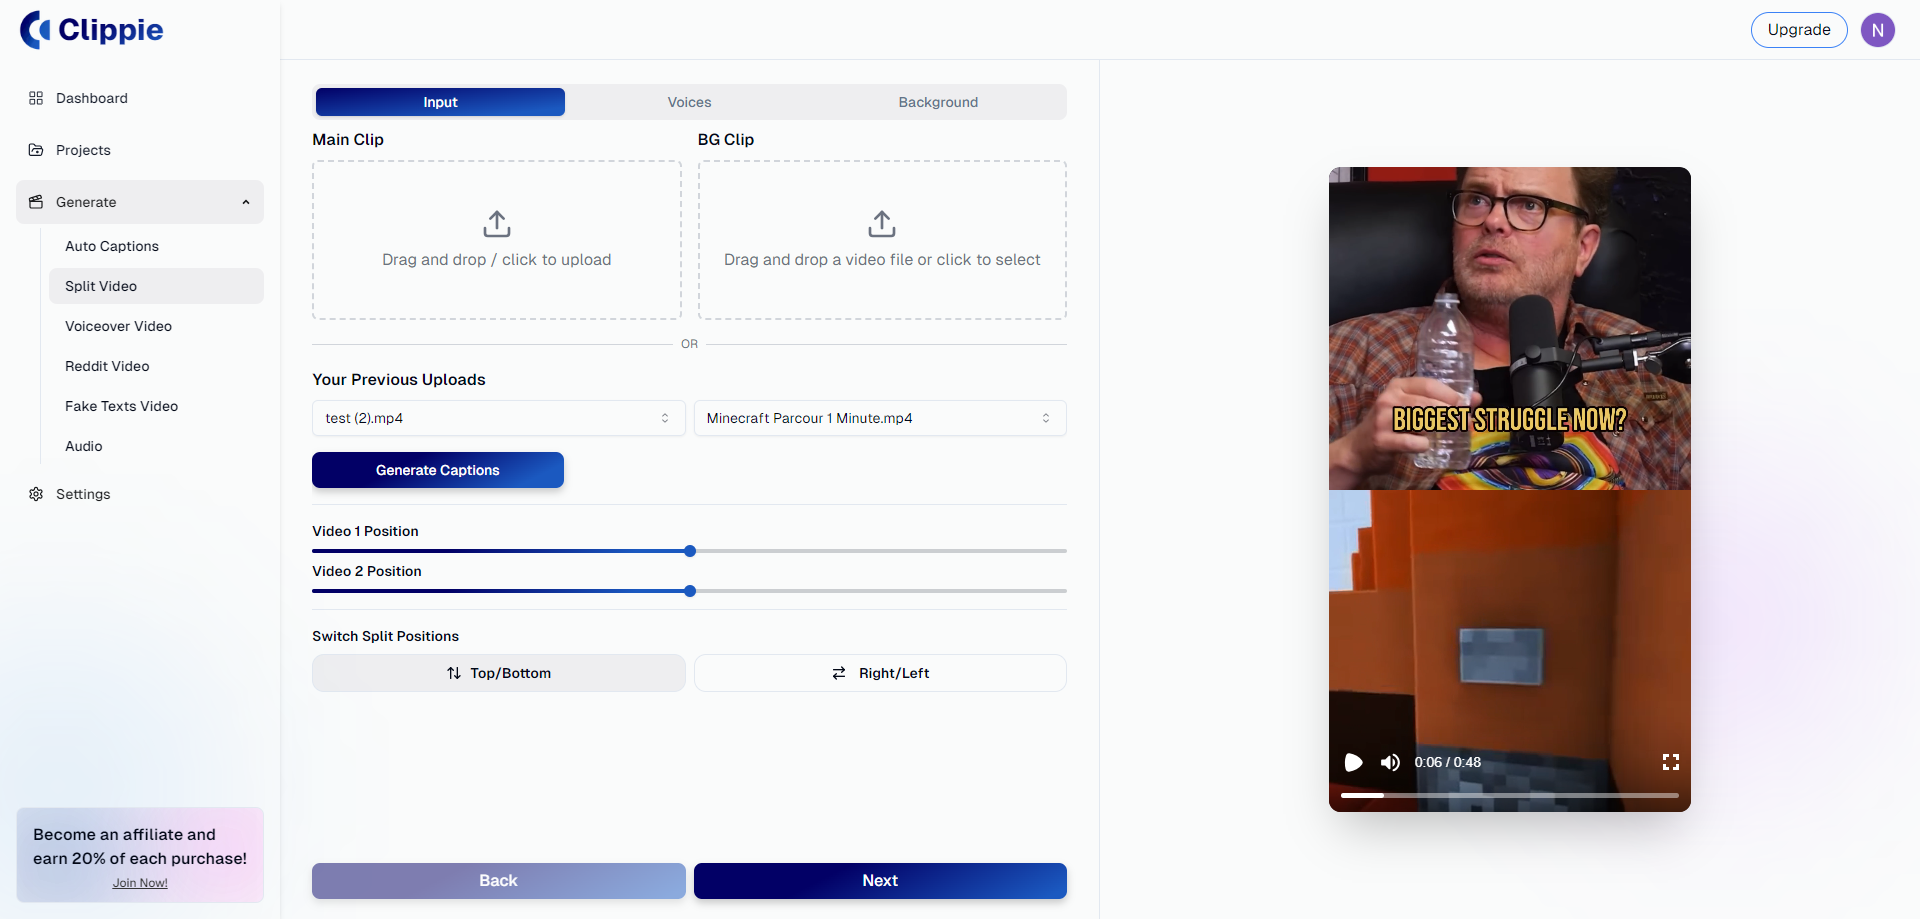 Clippie
Upgrade
N
Dashboard
Projects
Generate
Auto Captions
Split Video
Voiceover Video
Reddit Video
Fake Texts Video
Audio
Settings
Become an affiliate and
earn 20% of each purchase!
Join Now!
Input
Voices
Background
Main Clip
BG Clip
Drag and drop / click to upload
Drag and drop a video file or click to select
OR
Your Previous Uploads
test (2).mp4
Minecraft Parcour 1 Minute.mp4
Generate Captions
Video 1 Position
Video 2 Position
Switch Split Positions
Top/Bottom
Right/Left
Back
Next
BIGGEST STRUGGLE NOW?
0:06 / 0:48